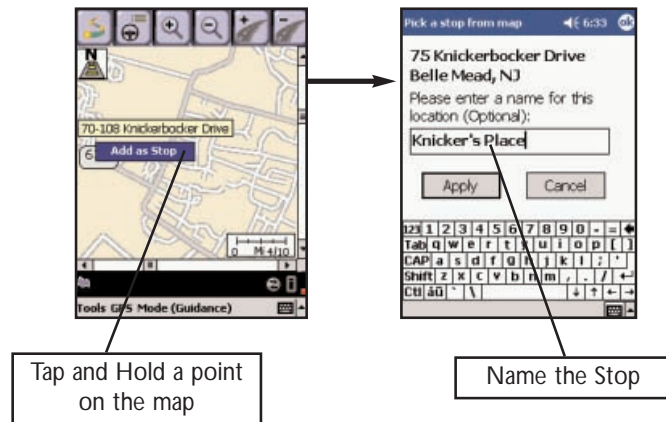 N
70-108 Knickerbocker Drive
Add as Stop
0 Mi 4/10
Tools GPS Mode (Guidance)
Tap and Hold a point
on the map
Pick a stop from map 6:33 ok
75 Knickerbocker Drive
Belle Mead, NJ
Please enter a name for this
location (Optional):
Knicker's Place
Apply Cancel
123 1 2 3 4 5 6 7 8 9 0 - =
Tab q w e r t y u i o p [ ]
CAP a s d f g h j k l ; '
Shift z x c v b n m , . /
Ctl áü ` \
Name the Stop